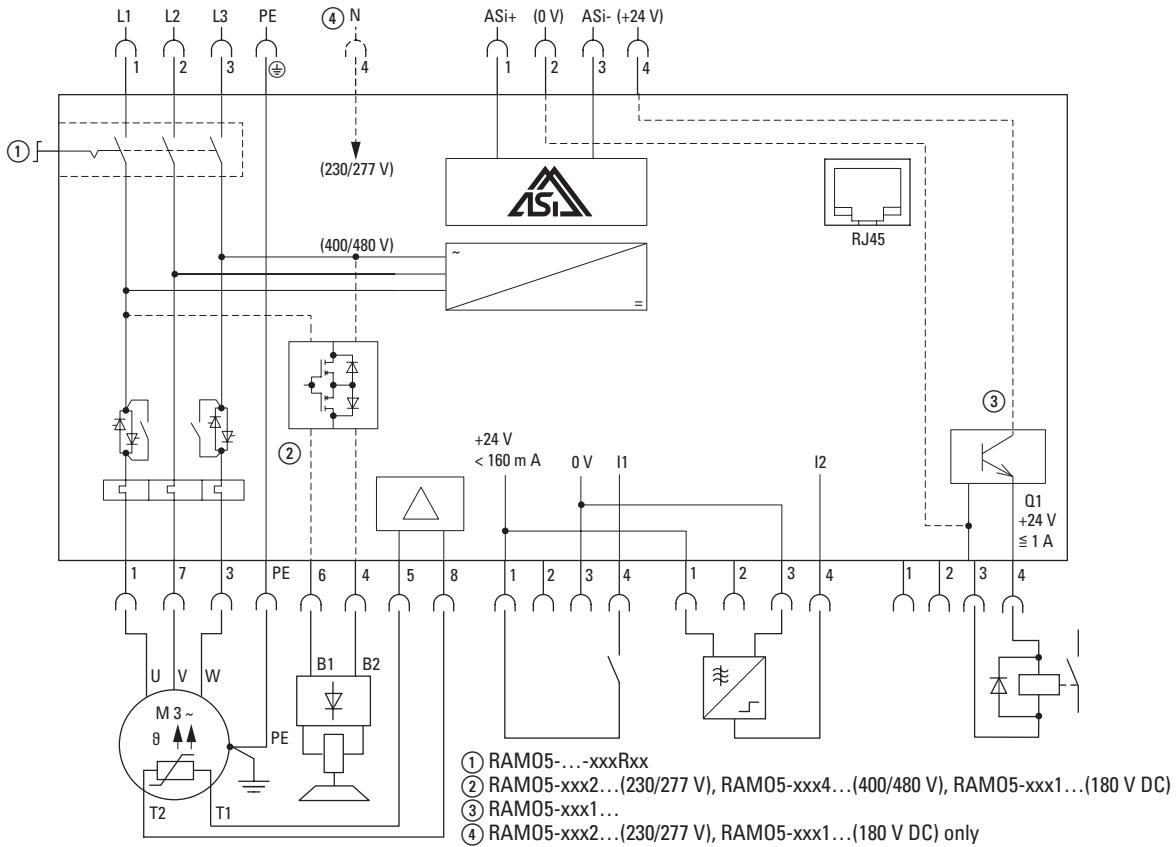 L1 L2 L3 PE ④ N ASi+ (0 V) ASi- (+24 V)
1 2 3 4 1 2 3 4
①
(230/277 V)
ASi
RJ45
(400/480 V)
~
=
②
③
+24 V
< 160 m A
0 V I1 I2
Q1
+24 V
≦ 1 A
1 7 3 PE 6 4 5 8 1 2 3 4 1 2 3 4 1 2 3 4
U V W
B1 B2
M 3 ~
ϑ
PE
T2 T1
① RAMO5-…-xxxRxx
② RAMO5-xxx2…(230/277 V), RAMO5-xxx4…(400/480 V), RAMO5-xxx1…(180 V DC)
③ RAMO5-xxx1…
④ RAMO5-xxx2…(230/277 V), RAMO5-xxx1…(180 V DC) only